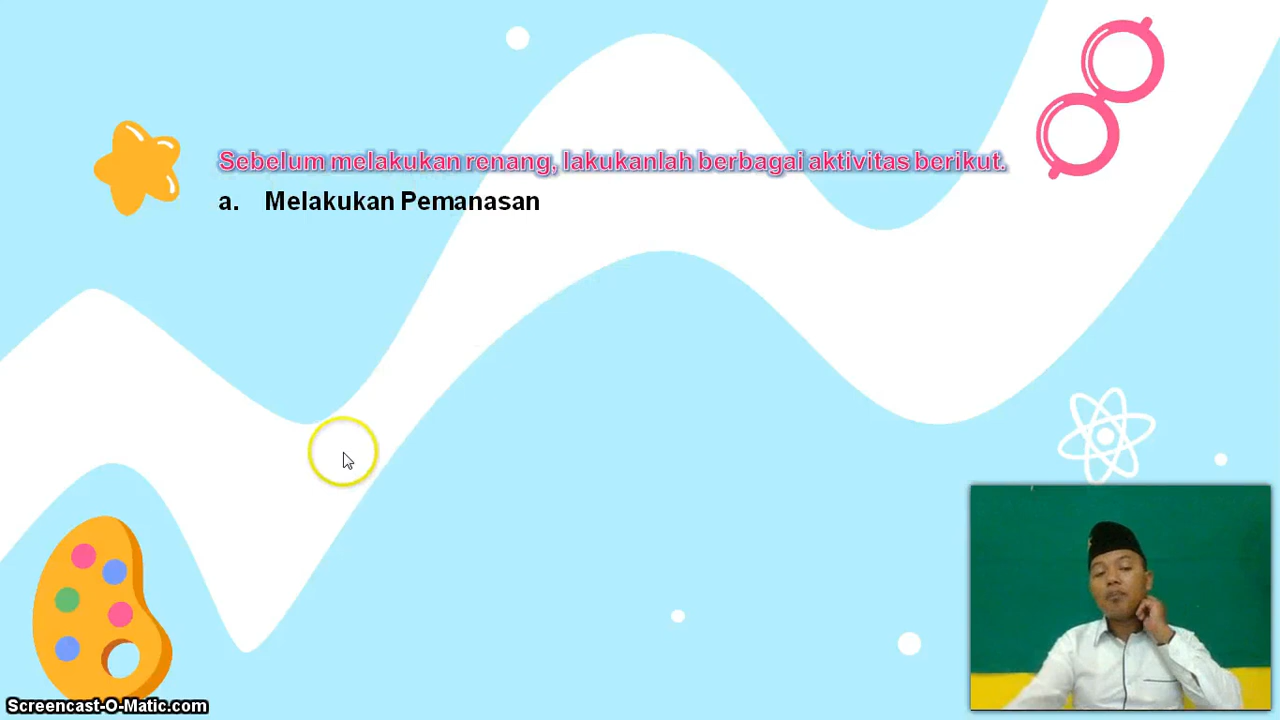 Sebelum melakukan renang, lakukanlah berbagai aktivitas berikut.
a. Melakukan Pemanasan
Screencast-O-Matic.com